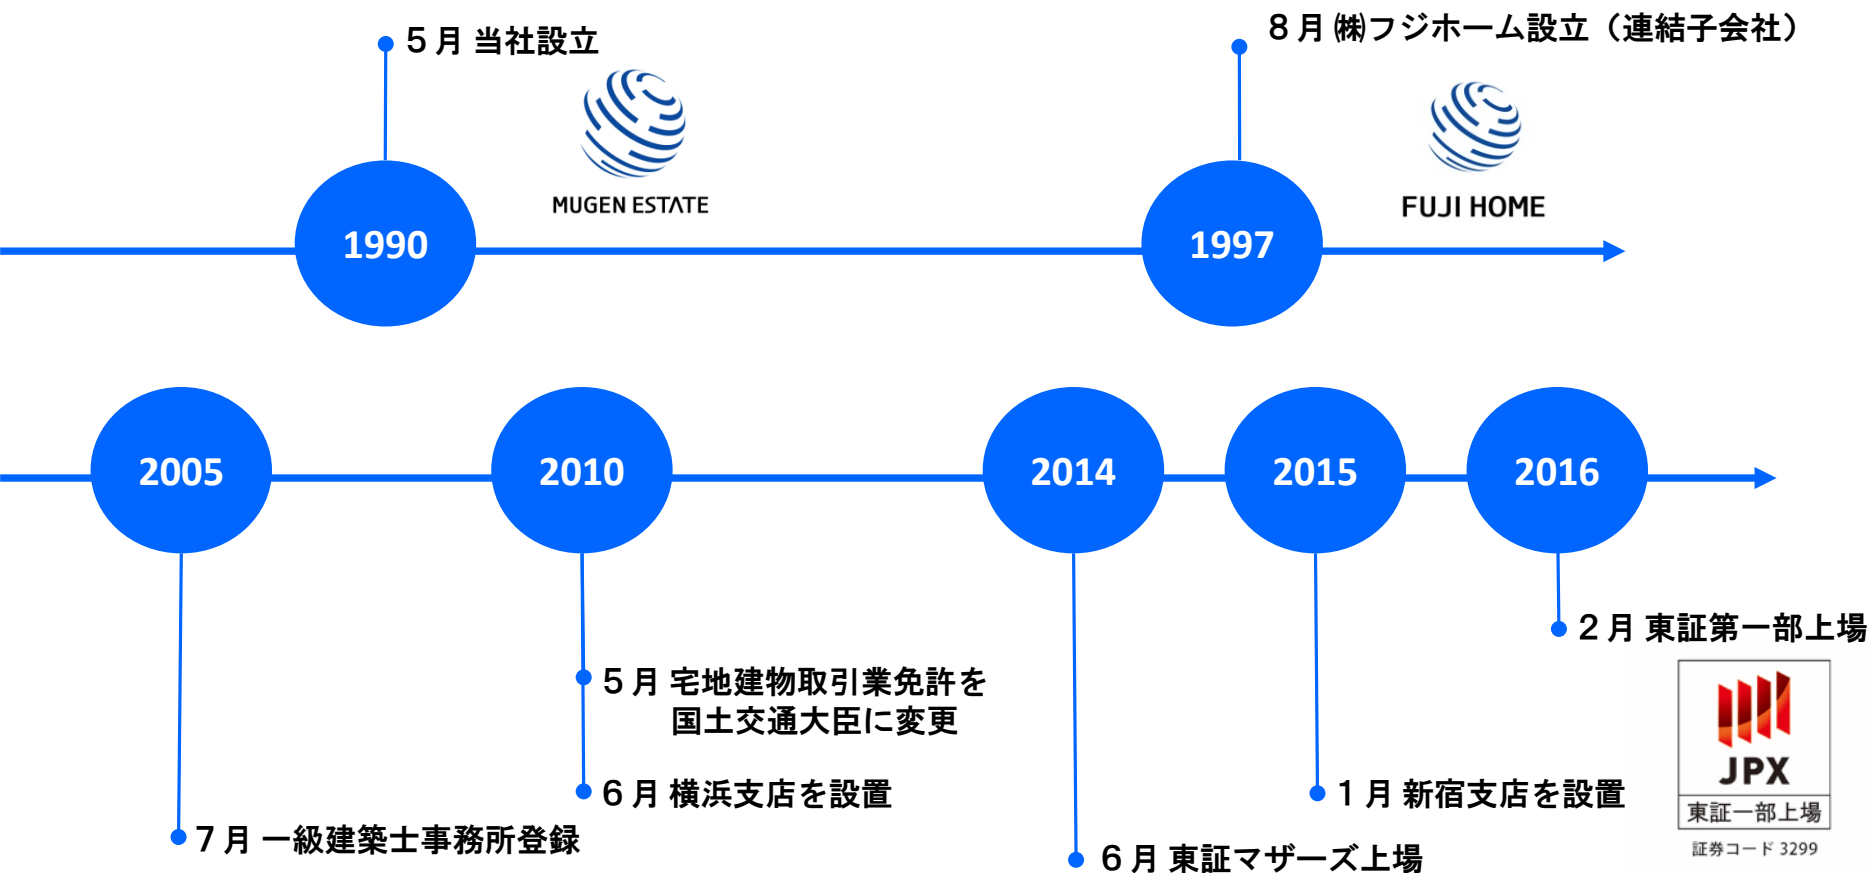 5月 当社設立
8月 ㈱フジホーム設立（連結子会社）
MUGEN ESTATE
FUJI HOME
1990
1997
2005
2010
2014
2015
2016
2月 東証第一部上場
5月 宅地建物取引業免許を
国土交通大臣に変更
6月 横浜支店を設置
1月 新宿支店を設置
7月 一級建築士事務所登録
6月 東証マザーズ上場
JPX
東証一部上場
証券コード 3299